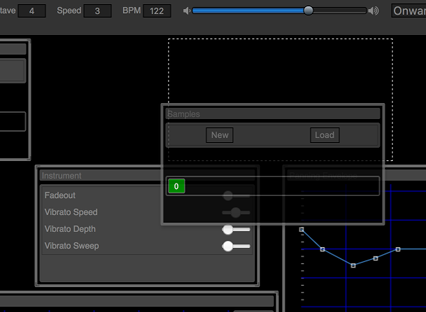 tave 4 Speed 3 BPM 122 Onwar
Samples
New Load
0
Instrument
Fadeout
Vibrato Speed
Vibrato Depth
Vibrato Sweep